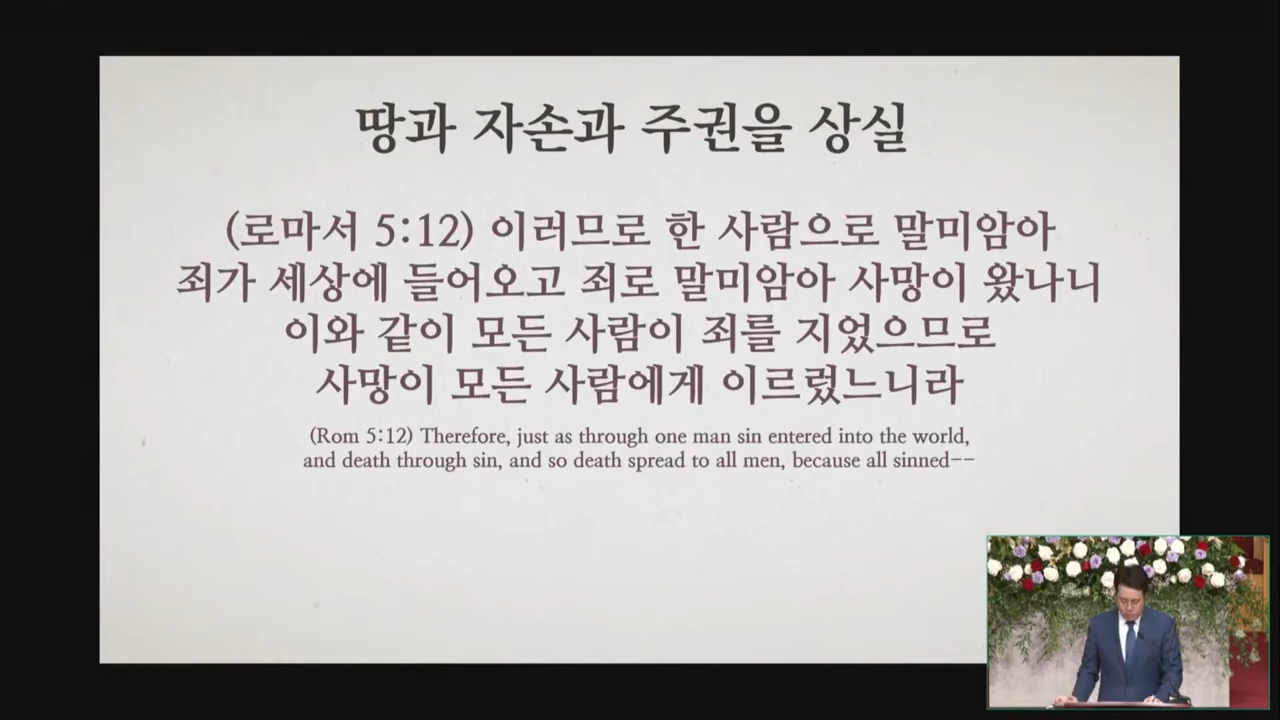 땅과 자손과 주권을 상실
(로마서 5:12) 이러므로 한 사람으로 말미암아
죄가 세상에 들어오고 죄로 말미암아 사망이 왔나니
이와 같이 모든 사람이 죄를 지었으므로
사망이 모든 사람에게 이르렀느니라
(Rom 5:12) Therefore, just as through one man sin entered into the world,
and death through sin, and so death spread to all men, because all sinned--